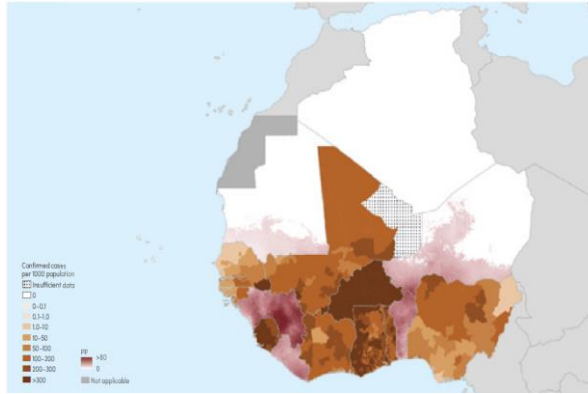 Confirmed cases
per 1000 population
Insufficient data
0
0–0.1
0.1–1.0
1.0–10
10–50
50–100
100–200
200–300
>300
PP
>80
0
Not applicable